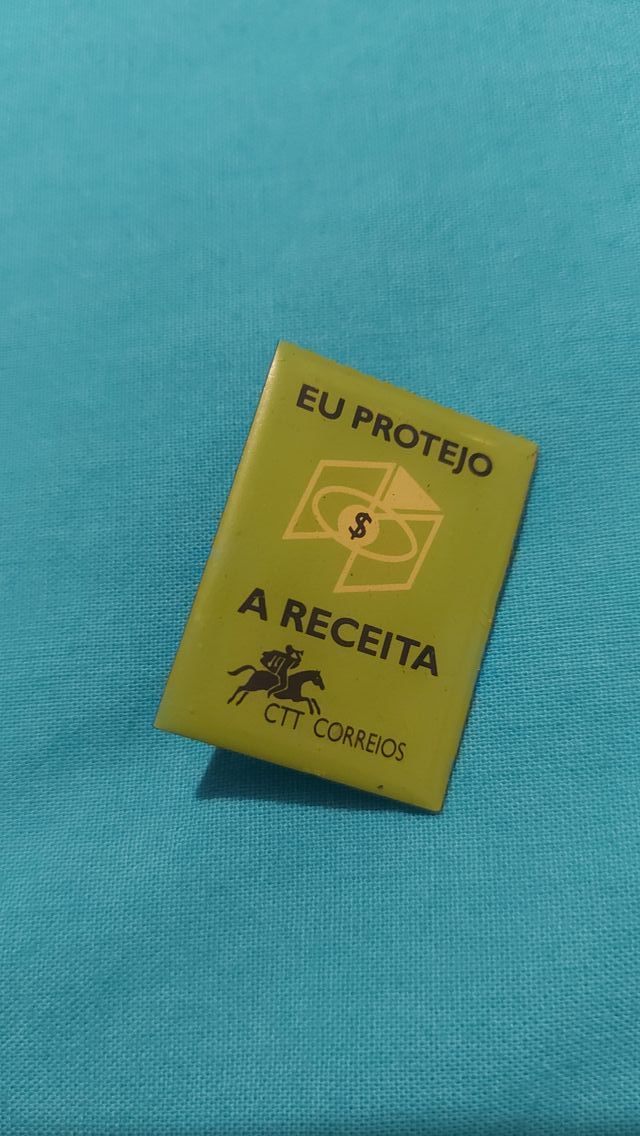 EU PROTEJO
$
A RECEITA
CTT CORREIOS